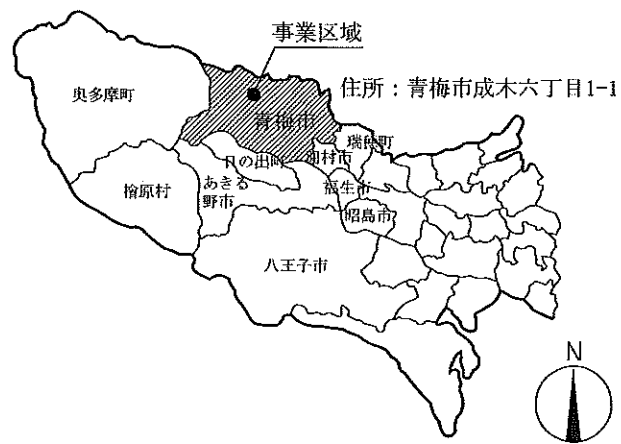 事業区域
住所：青梅市成木六丁目1-1
奥多摩町
青梅市
瑞穂町
羽村市
日の出町
檜原村
あきる
野市
福生市
昭島市
八王子市
N